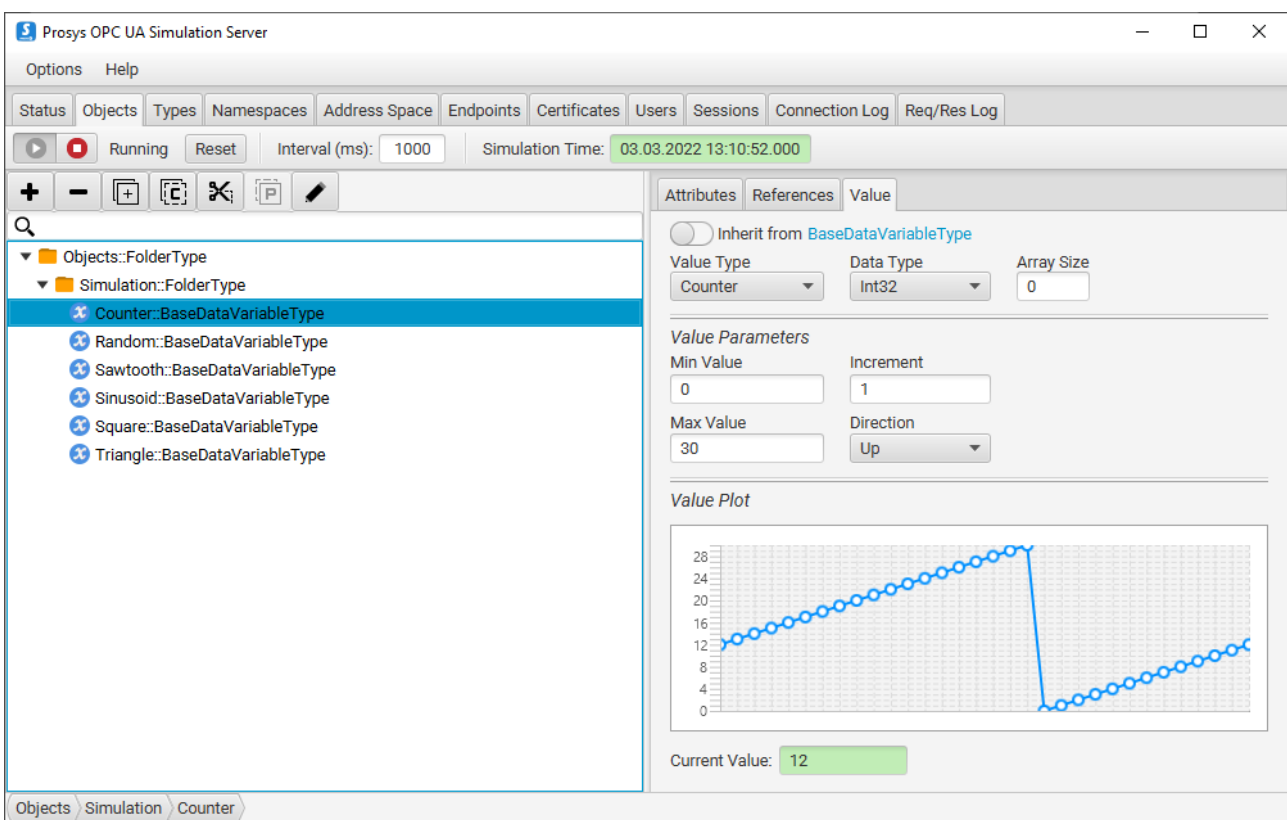 Prosys OPC UA Simulation Server
Options Help
Status Objects Types Namespaces Address Space Endpoints Certificates Users Sessions Connection Log Req/Res Log
Running Reset Interval (ms): 1000 Simulation Time: 03.03.2022 13:10:52.000
Objects::FolderType
Simulation::FolderType
Counter::BaseDataVariableType
Random::BaseDataVariableType
Sawtooth::BaseDataVariableType
Sinusoid::BaseDataVariableType
Square::BaseDataVariableType
Triangle::BaseDataVariableType
Attributes References Value
Inherit from BaseDataVariableType
Value Type Data Type Array Size
Counter Int32 0
Value Parameters
Min Value Increment
0 1
Max Value Direction
30 Up
Value Plot
28
24
20
16
12
8
4
0
Current Value: 12
Objects Simulation Counter